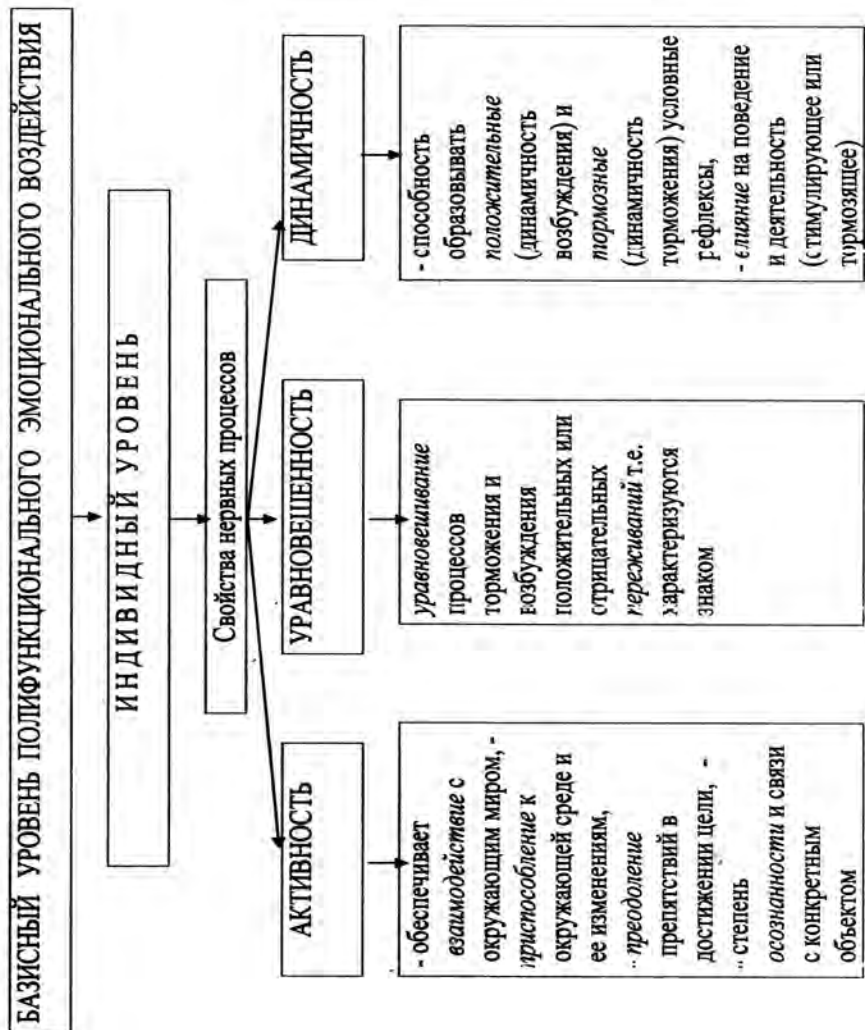 БАЗИСНЫЙ УРОВЕНЬ ПОЛИФУНКЦИОНАЛЬНОГО ЭМОЦИОНАЛЬНОГО ВОЗДЕЙСТВИЯ
ИНДИВИДНЫЙ УРОВЕНЬ
Свойства нервных процессов
АКТИВНОСТЬ
- обеспечивает
взаимодействие с
окружающим миром, -
приспособление к
окружающей среде и
ее изменениям,
- преодоление
препятствий в
достижении цели, -
- степень
осознанности и связи
с конкретным
объектом
УРАВНОВЕШЕННОСТЬ
уравновешивание
процессов
торможения и
возбуждения
положительных или
отрицательных
переживаний т.е.
характеризуются
знаком
ДИНАМИЧНОСТЬ
- способность
образовывать
положительные
(динамичность
возбуждения) и
тормозные
(динамичность
торможения) условные
рефлексы,
- влияние на поведение
и деятельность
(стимулирующее или
тормозящее)